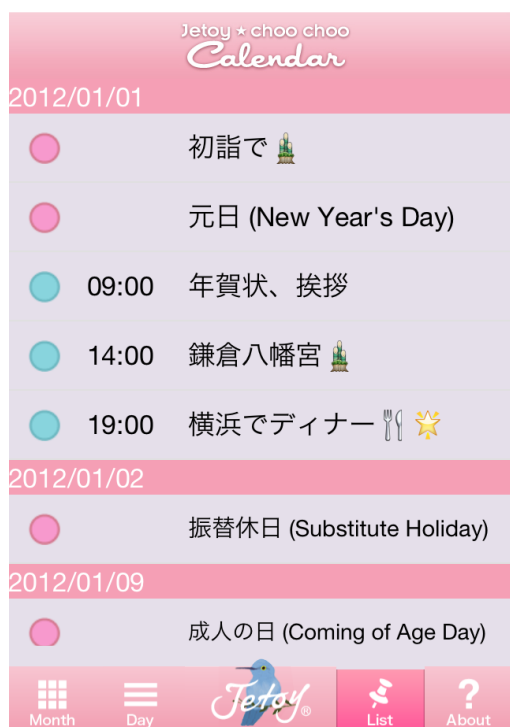 Jetoy★choo choo
Calendar
2012/01/01
初詣で🎍
元日 (New Year's Day)
09:00 年賀状、挨拶
14:00 鎌倉八幡宮🎍
19:00 横浜でディナー🍴🌟
2012/01/02
振替休日 (Substitute Holiday)
2012/01/09
成人の日 (Coming of Age Day)
Month Day Jetoy® List ? About